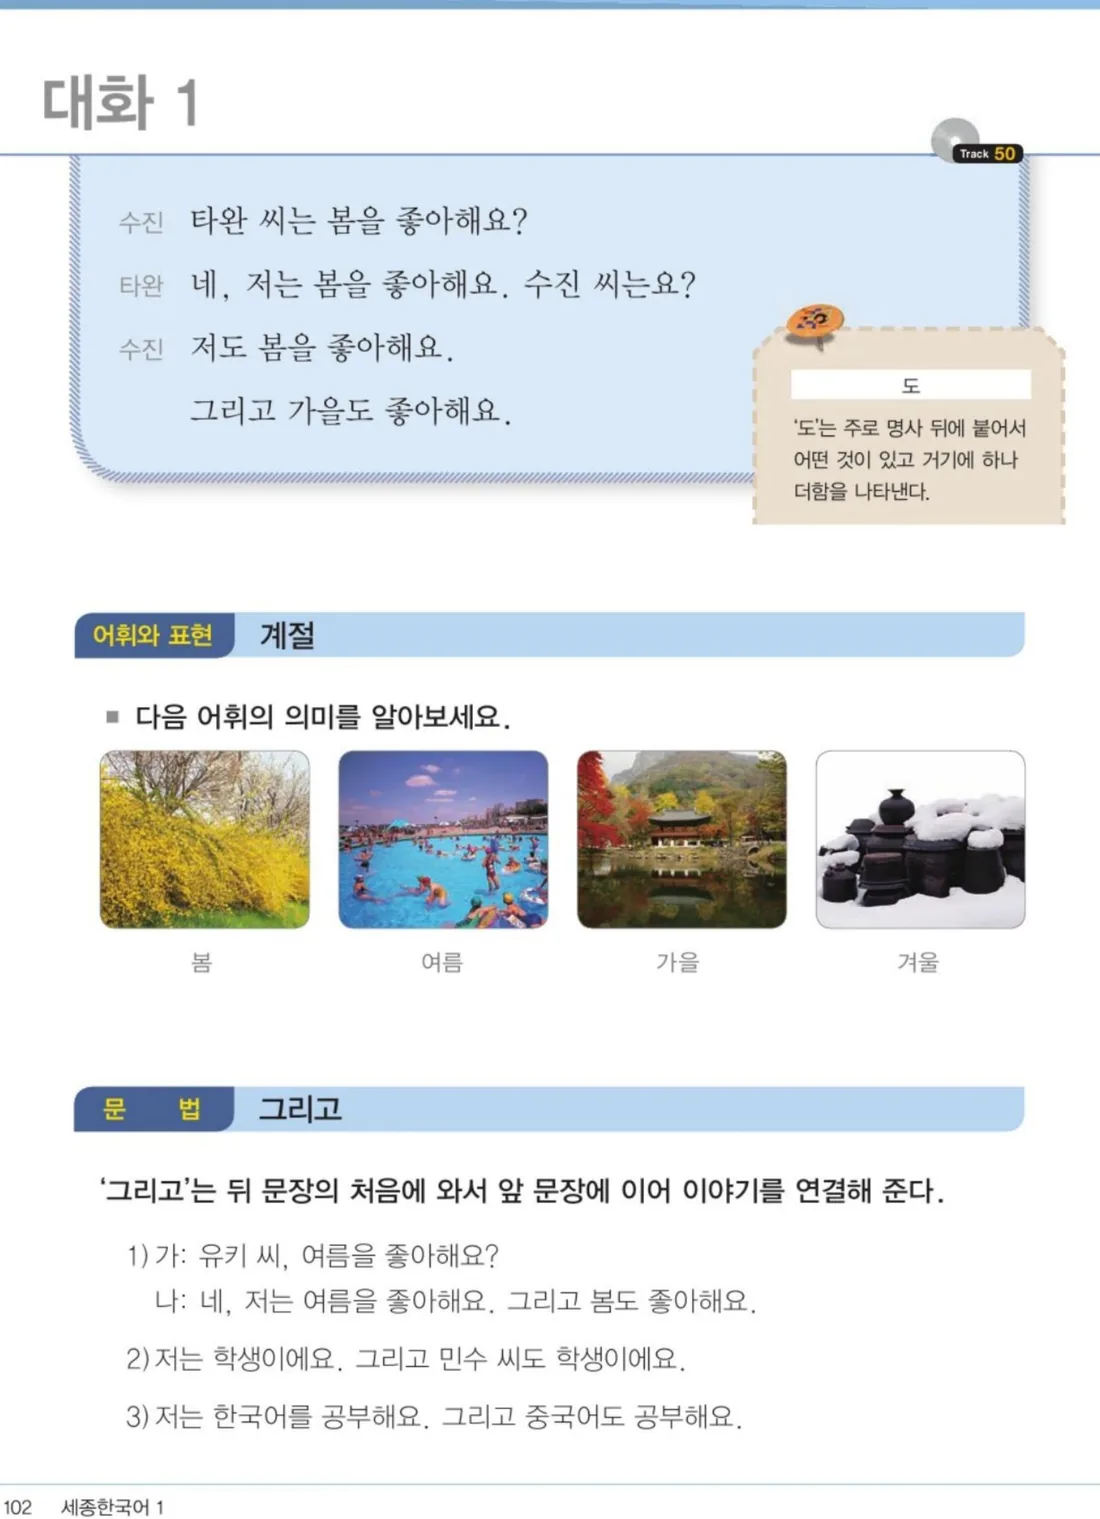 대화 1
Track 50
수진 타완 씨는 봄을 좋아해요?
타완 네, 저는 봄을 좋아해요. 수진 씨는요?
수진 저도 봄을 좋아해요.
그리고 가을도 좋아해요.
도
‘도’는 주로 명사 뒤에 붙어서
어떤 것이 있고 거기에 하나
더함을 나타낸다.
어휘와 표현 계절
■ 다음 어휘의 의미를 알아보세요.
봄 여름 가을 겨울
문 법 그리고
‘그리고’는 뒤 문장의 처음에 와서 앞 문장에 이어 이야기를 연결해 준다.
1) 가: 유키 씨, 여름을 좋아해요?
나: 네, 저는 여름을 좋아해요. 그리고 봄도 좋아해요.
2) 저는 학생이에요. 그리고 민수 씨도 학생이에요.
3) 저는 한국어를 공부해요. 그리고 중국어도 공부해요.
102 세종한국어 1